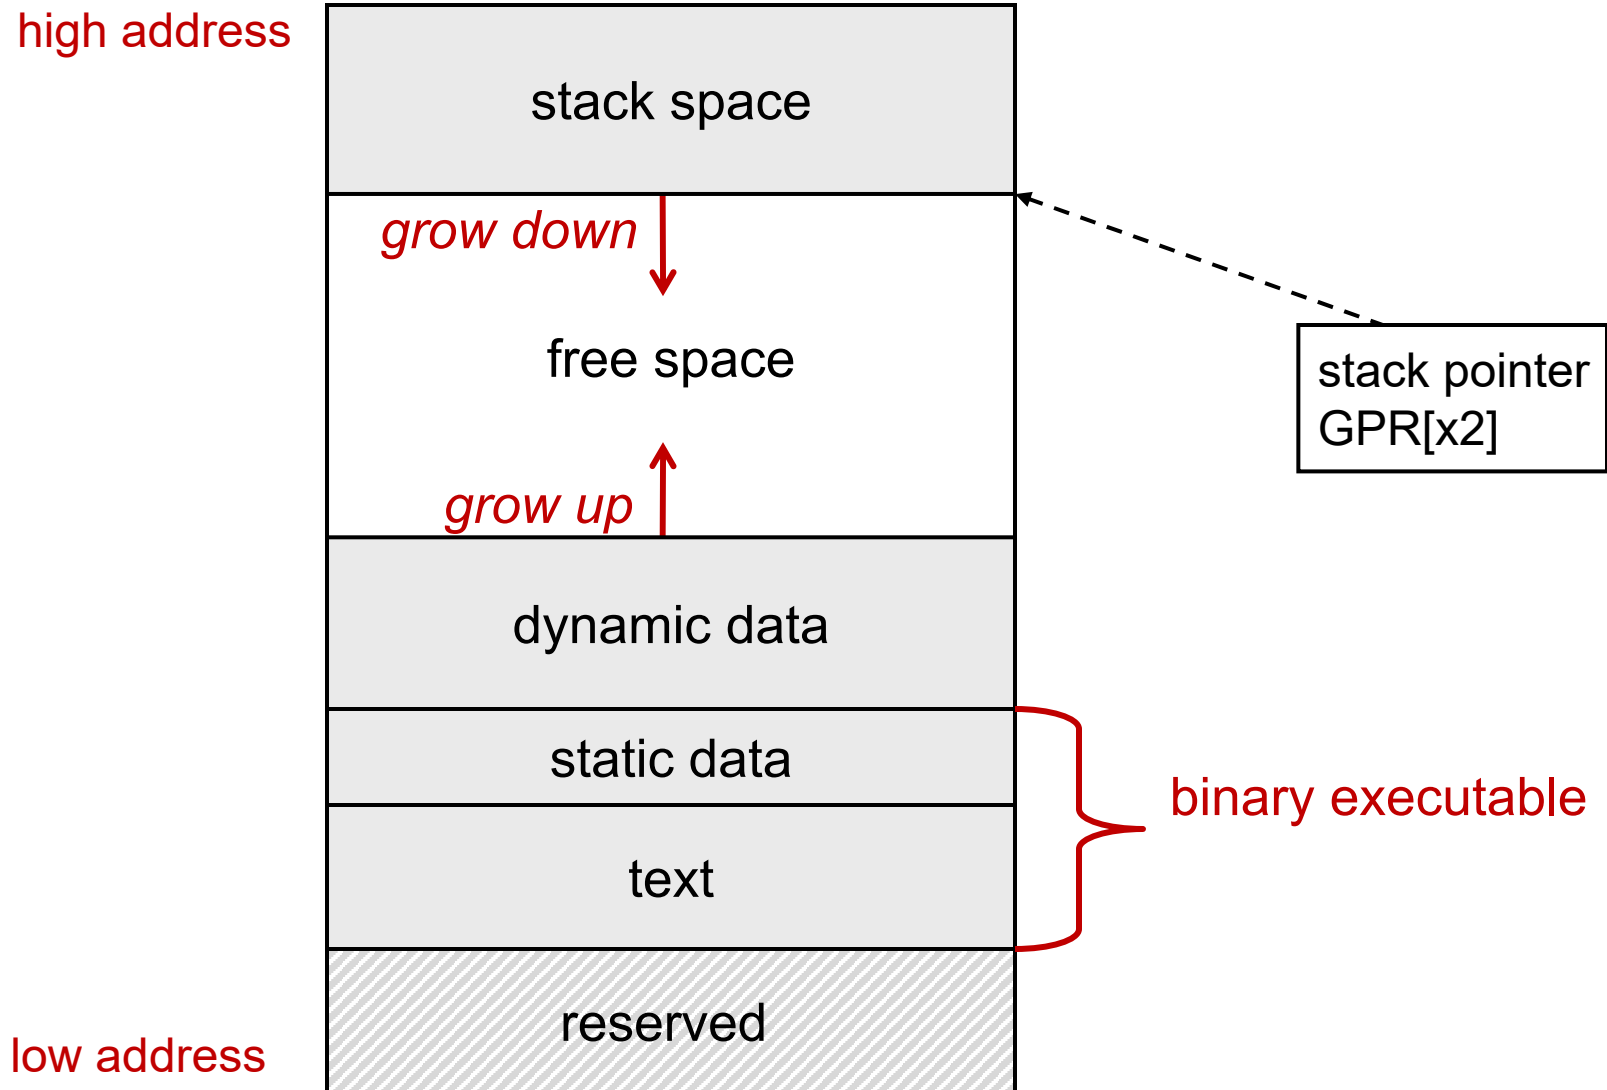 high address
stack space
grow down
free space
stack pointer
GPR[x2]
grow up
dynamic data
static data
binary executable
text
reserved
low address